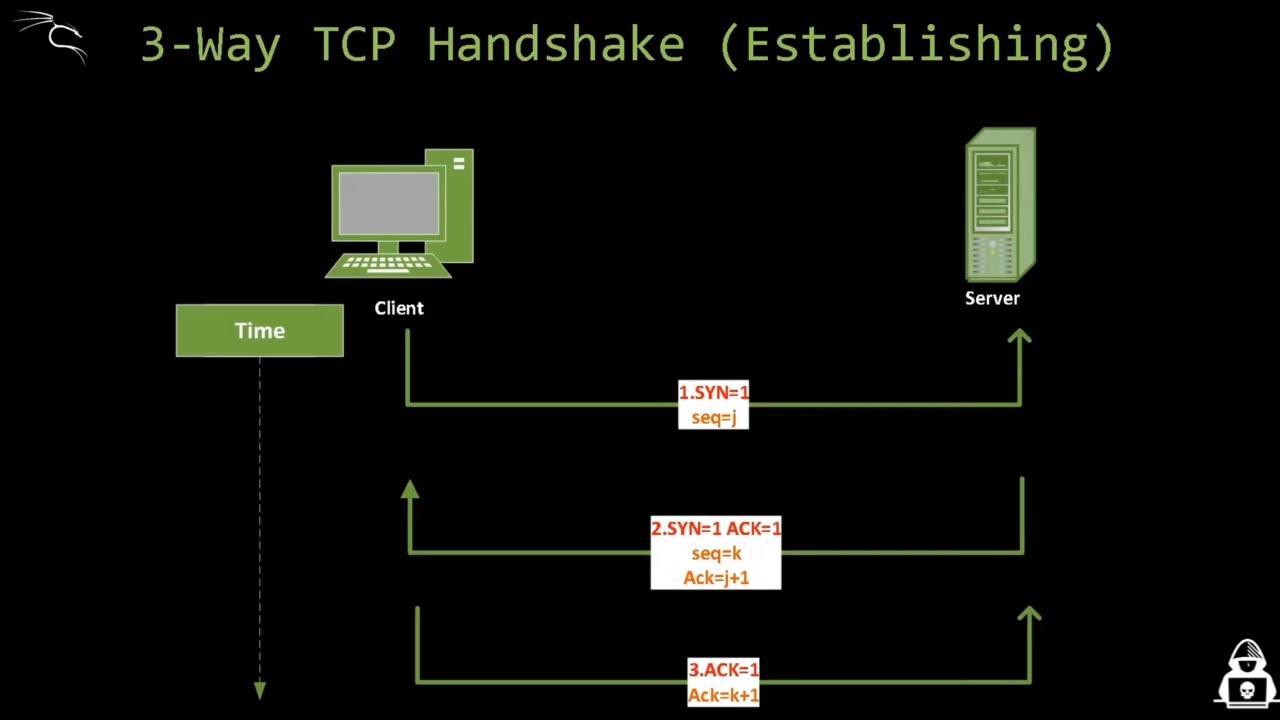 3-Way TCP Handshake (Establishing)
Client
Server
Time
1.SYN=1
seq=j
2.SYN=1 ACK=1
seq=k
Ack=j+1
3.ACK=1
Ack=k+1